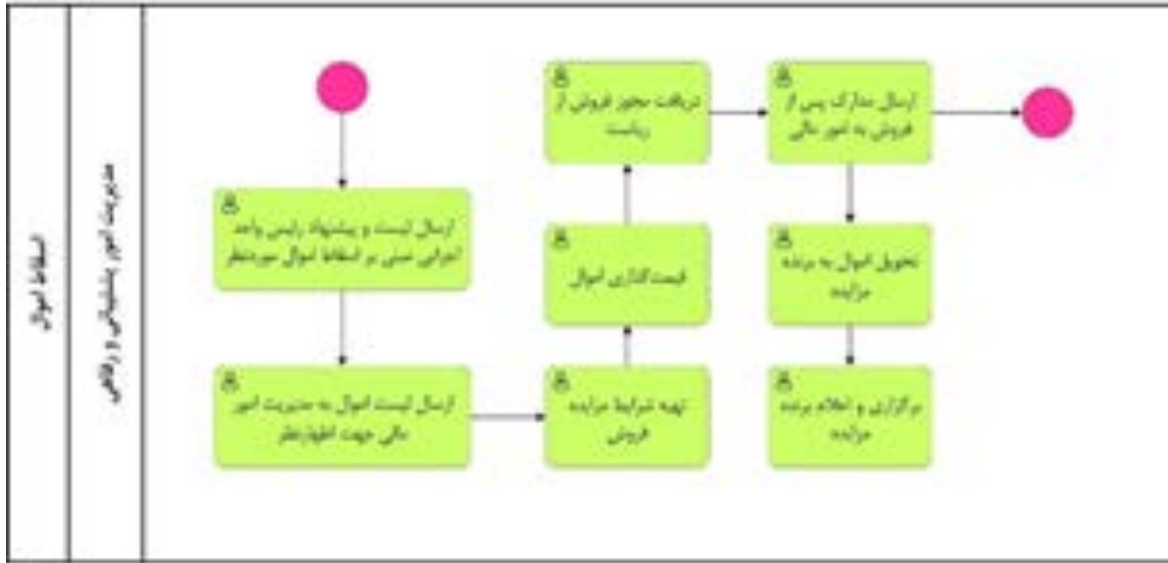 اسقاط اموال
مدیریت امور پشتیبانی و رفاهی
ارسال لیست و پیشنهاد رئیس واحد
اجرایی مبنی بر اسقاط اموال موردنظر
ارسال لیست اموال به مدیریت امور
مالی جهت اظهارنظر
تهیه شرایط مزایده
فروش
قیمت‌گذاری اموال
دریافت مجوز فروش از
ریاست
ارسال مدارک پس از
فروش به امور مالی
تحویل اموال به برنده
مزایده
برگزاری و اعلام برنده
مزایده